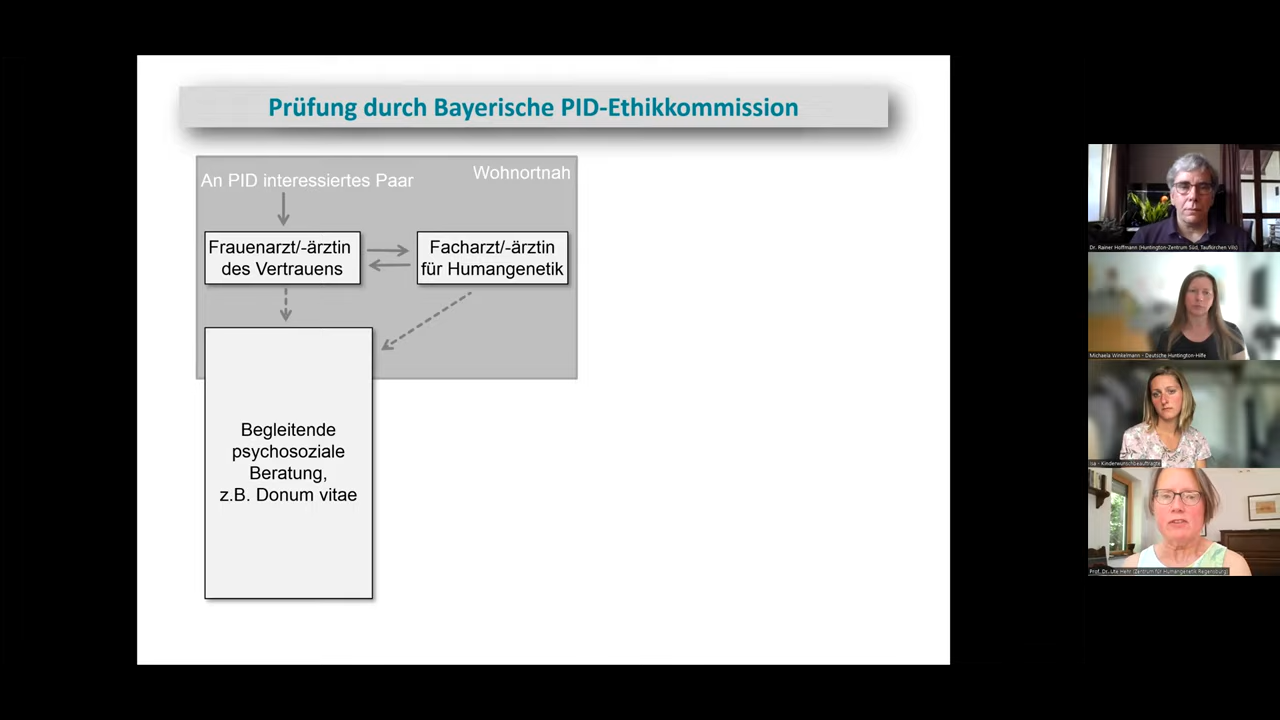 Prüfung durch Bayerische PID-Ethikkommission
An PID interessiertes Paar
Wohnortnah
Frauenarzt/-ärztin
des Vertrauens
Facharzt/-ärztin
für Humangenetik
Begleitende
psychosoziale
Beratung,
z.B. Donum vitae
Dr. Rainer Hoffmann (Huntington-Zentrum Süd, Taufkirchen Vils)
Michaela Winkelmann - Deutsche Huntington-Hilfe
Isa - Kinderwunschbeauftragte
Prof. Dr. Ute Hehr (Zentrum für Humangenetik Regensburg)